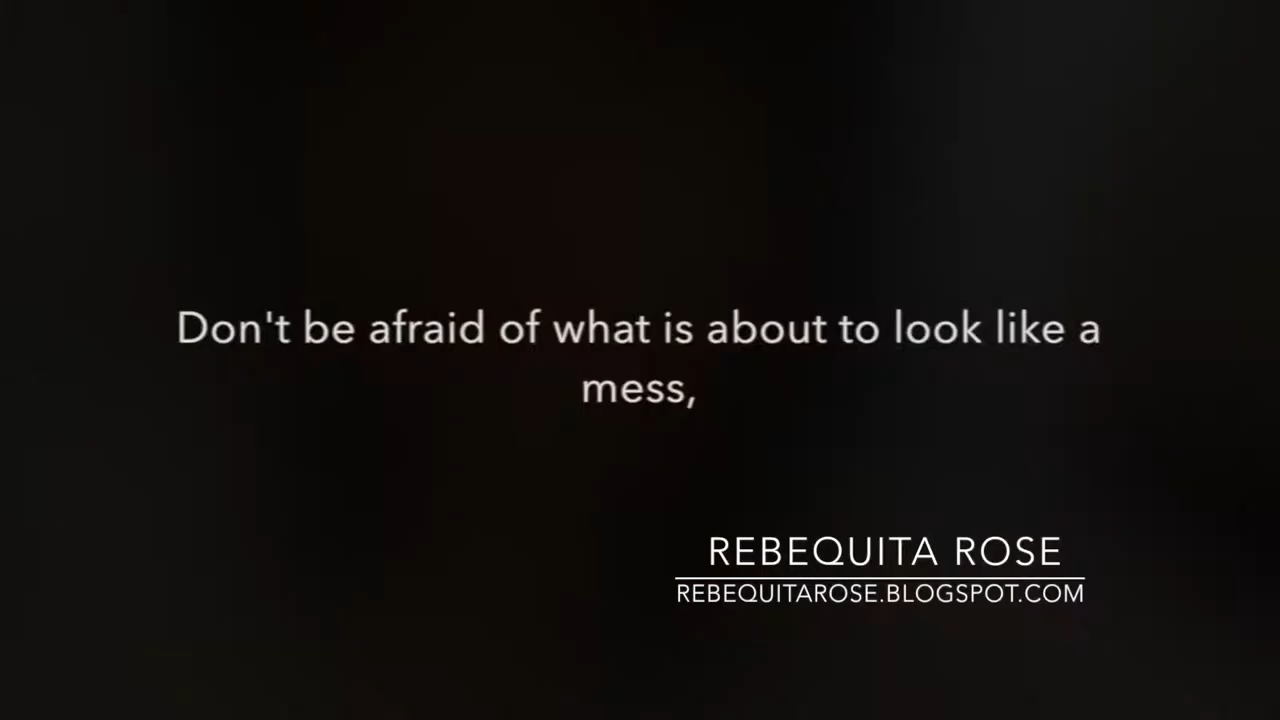 Don't be afraid of what is about to look like a
mess,
REBEQUITA ROSE
REBEQUITAROSE.BLOGSPOT.COM